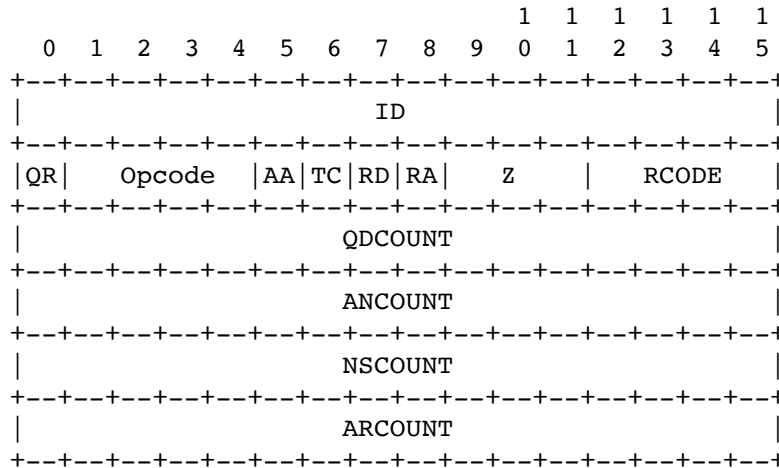 1 1 1 1 1 1
0 1 2 3 4 5 6 7 8 9 0 1 2 3 4 5
+--+--+--+--+--+--+--+--+--+--+--+--+--+--+--+--+
| ID |
+--+--+--+--+--+--+--+--+--+--+--+--+--+--+--+--+
|QR| Opcode |AA|TC|RD|RA| Z | RCODE |
+--+--+--+--+--+--+--+--+--+--+--+--+--+--+--+--+
| QDCOUNT |
+--+--+--+--+--+--+--+--+--+--+--+--+--+--+--+--+
| ANCOUNT |
+--+--+--+--+--+--+--+--+--+--+--+--+--+--+--+--+
| NSCOUNT |
+--+--+--+--+--+--+--+--+--+--+--+--+--+--+--+--+
| ARCOUNT |
+--+--+--+--+--+--+--+--+--+--+--+--+--+--+--+--+